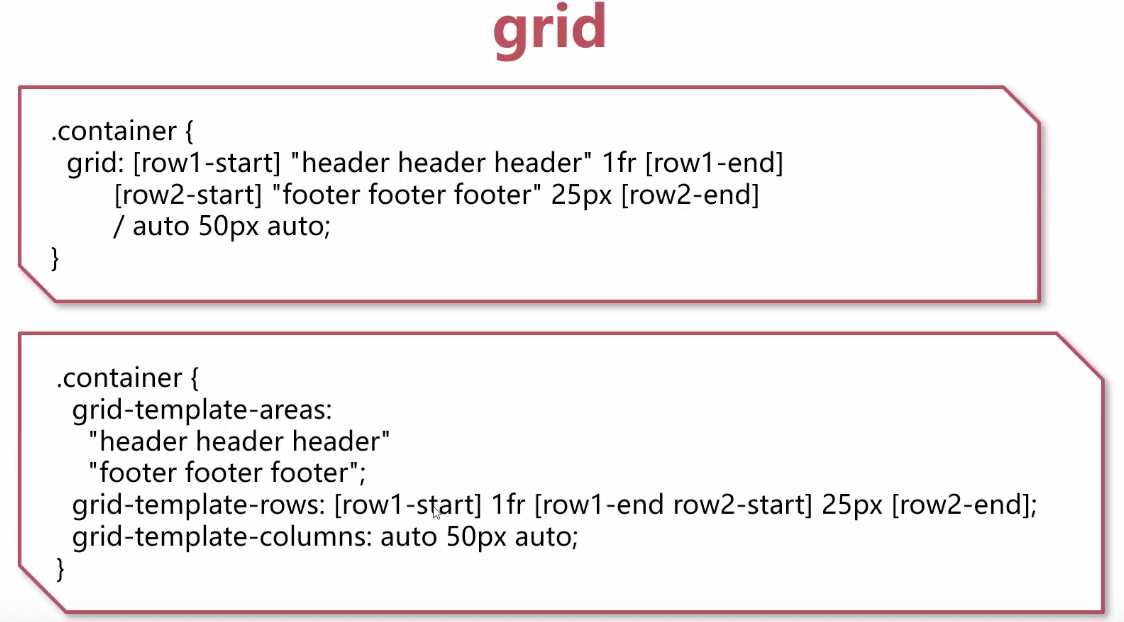 grid
.container {
grid: [row1-start] "header header header" 1fr [row1-end]
[row2-start] "footer footer footer" 25px [row2-end]
/ auto 50px auto;
}
.container {
grid-template-areas:
"header header header"
"footer footer footer";
grid-template-rows: [row1-start] 1fr [row1-end row2-start] 25px [row2-end];
grid-template-columns: auto 50px auto;
}